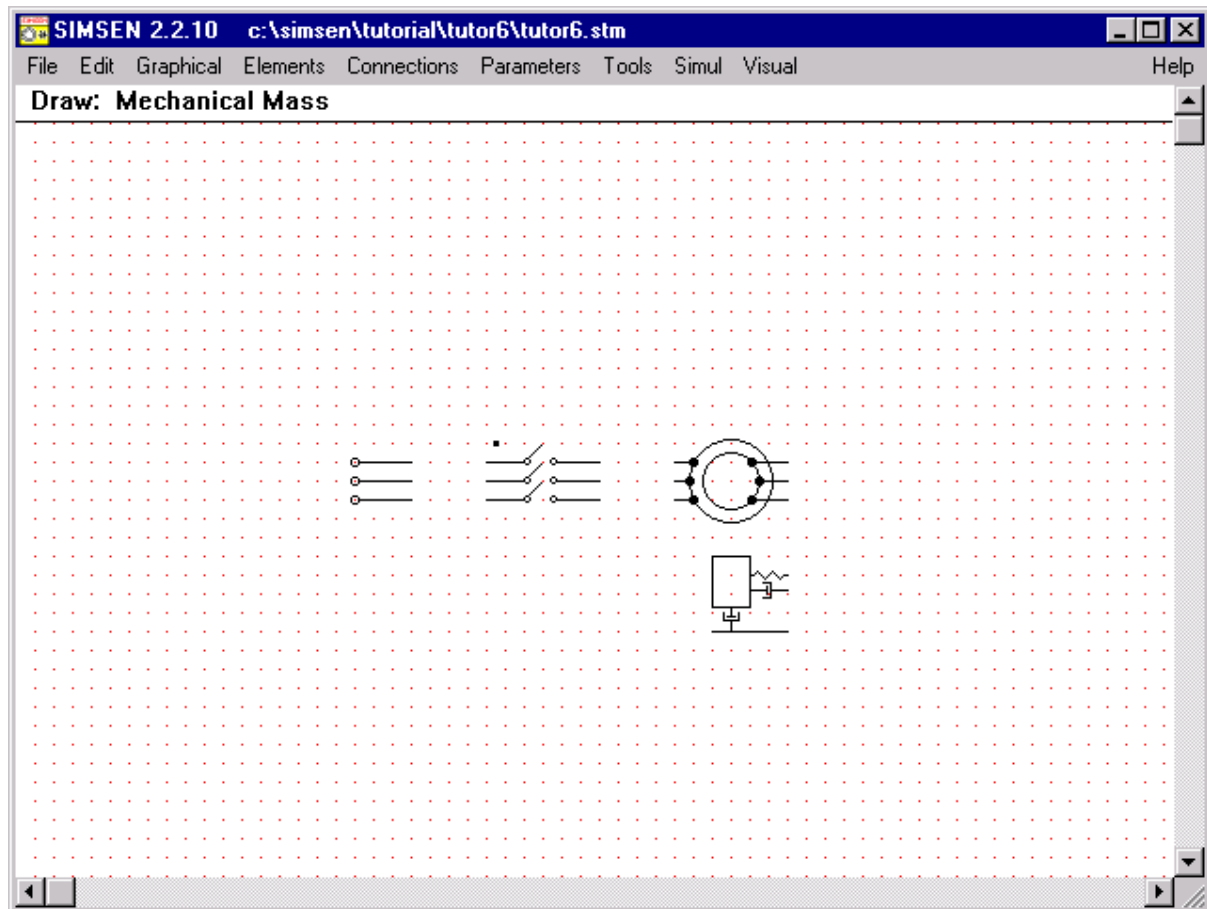 SIMSEN 2.2.10 c:\simsen\tutorial\tutor6\tutor6.stm
File Edit Graphical Elements Connections Parameters Tools Simul Visual Help
Draw: Mechanical Mass